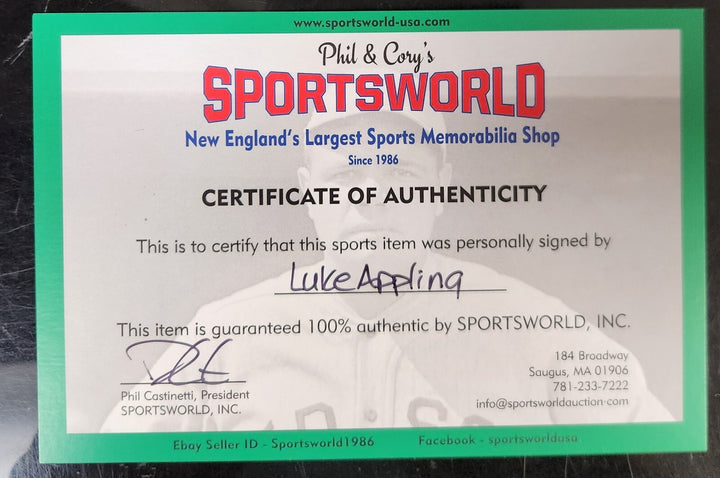 www.sportsworld-usa.com
Phil & Cory's
SPORTSWORLD
New England's Largest Sports Memorabilia Shop
Since 1986
CERTIFICATE OF AUTHENTICITY
This is to certify that this sports item was personally signed by
Luke Appling
This item is guaranteed 100% authentic by SPORTSWORLD, INC.
Phil Castinetti, President
SPORTSWORLD, INC.
184 Broadway
Saugus, MA 01906
781-233-7222
info@sportsworldauction.com
Ebay Seller ID - Sportsworld1986
Facebook - sportsworldusa